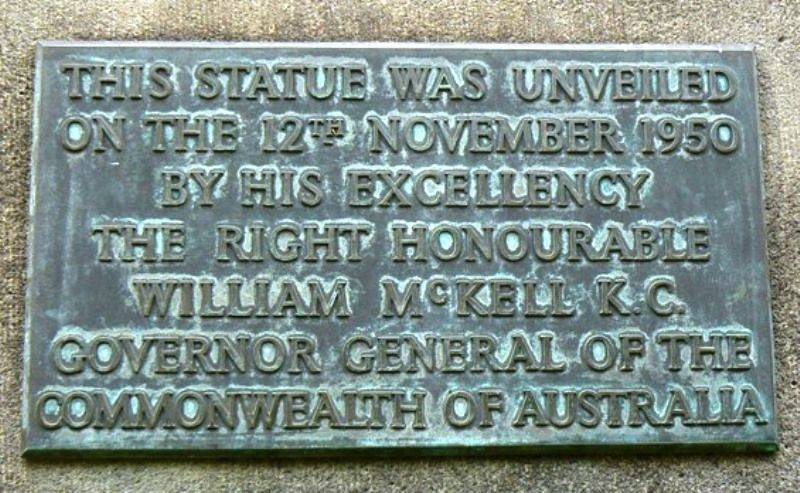 THIS STATUE WAS UNVEILED
ON THE 12TH NOVEMBER 1950
BY HIS EXCELLENCY
THE RIGHT HONOURABLE
WILLIAM McKELL K.C.
GOVERNOR GENERAL OF THE
COMMONWEALTH OF AUSTRALIA